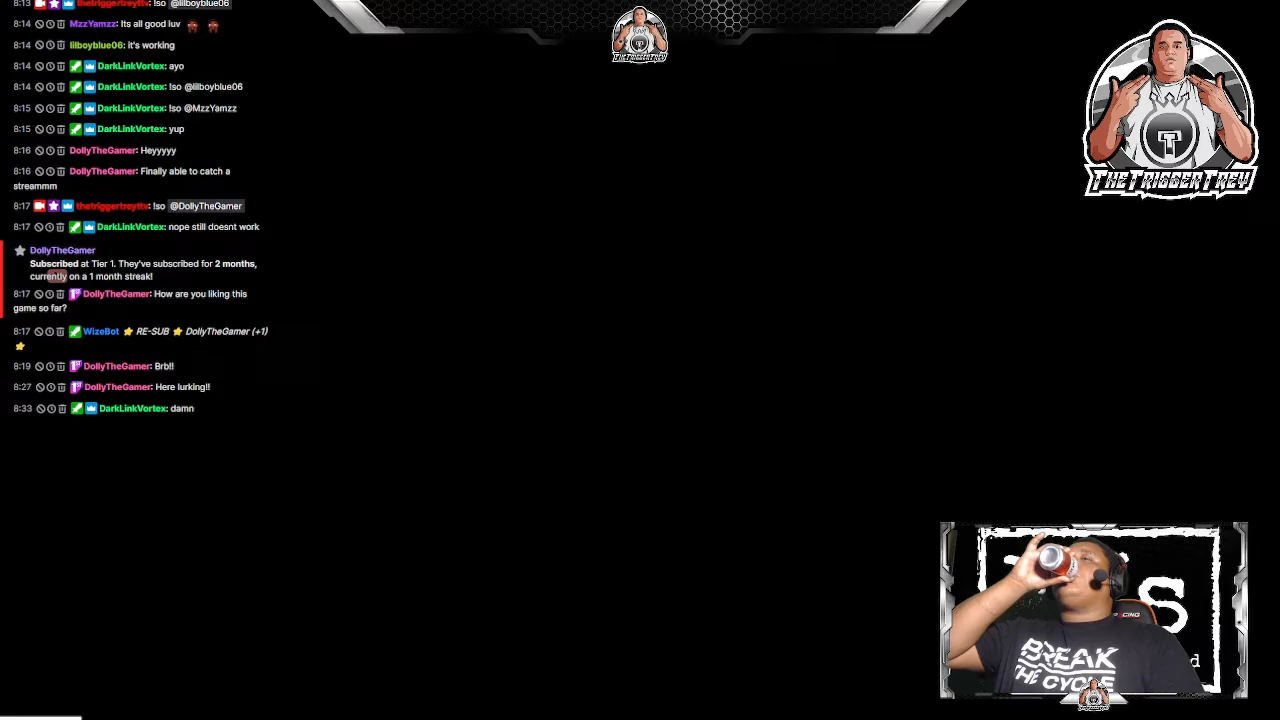 8:13 thetriggertreyttv: !so @lilboyblue06
8:14 MzzYamzz: Its all good luv
8:14 lilboyblue06: it's working
8:14 DarkLinkVortex: ayo
8:14 DarkLinkVortex: !so @lilboyblue06
8:15 DarkLinkVortex: !so @MzzYamzz
8:15 DarkLinkVortex: yup
8:16 DollyTheGamer: Heyyyyy
8:16 DollyTheGamer: Finally able to catch a
streammm
8:17 thetriggertreyttv: !so @DollyTheGamer
8:17 DarkLinkVortex: nope still doesnt work
DollyTheGamer
Subscribed at Tier 1. They've subscribed for 2 months,
currently on a 1 month streak!
8:17 DollyTheGamer: How are you liking this
game so far?
8:17 WizeBot RE-SUB DollyTheGamer (+1)
8:19 DollyTheGamer: Brb!!
8:27 DollyTheGamer: Here lurking!!
8:33 DarkLinkVortex: damn
THETRIGGERTREY
T
THETRIGGERTREY
BREAK
THE CYCLE